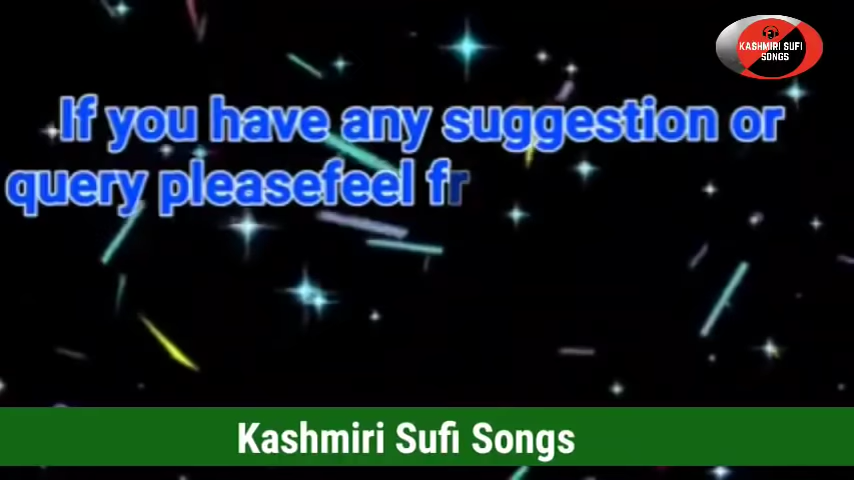 KASHMIRI SUFI
SONGS
If you have any suggestion or
query pleasefeel fr
Kashmiri Sufi Songs